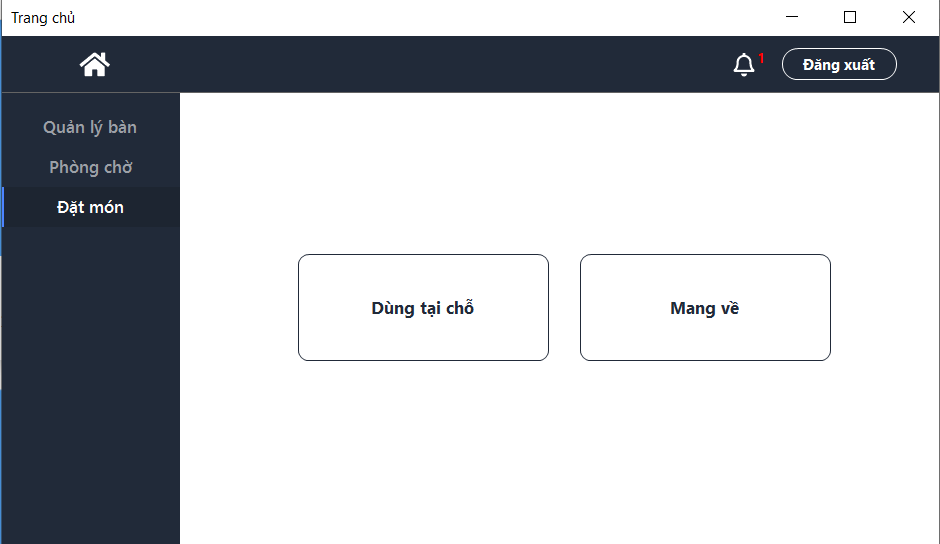 Trang chủ
1
Đăng xuất
Quản lý bàn
Phòng chờ
Đặt món
Dùng tại chỗ
Mang về